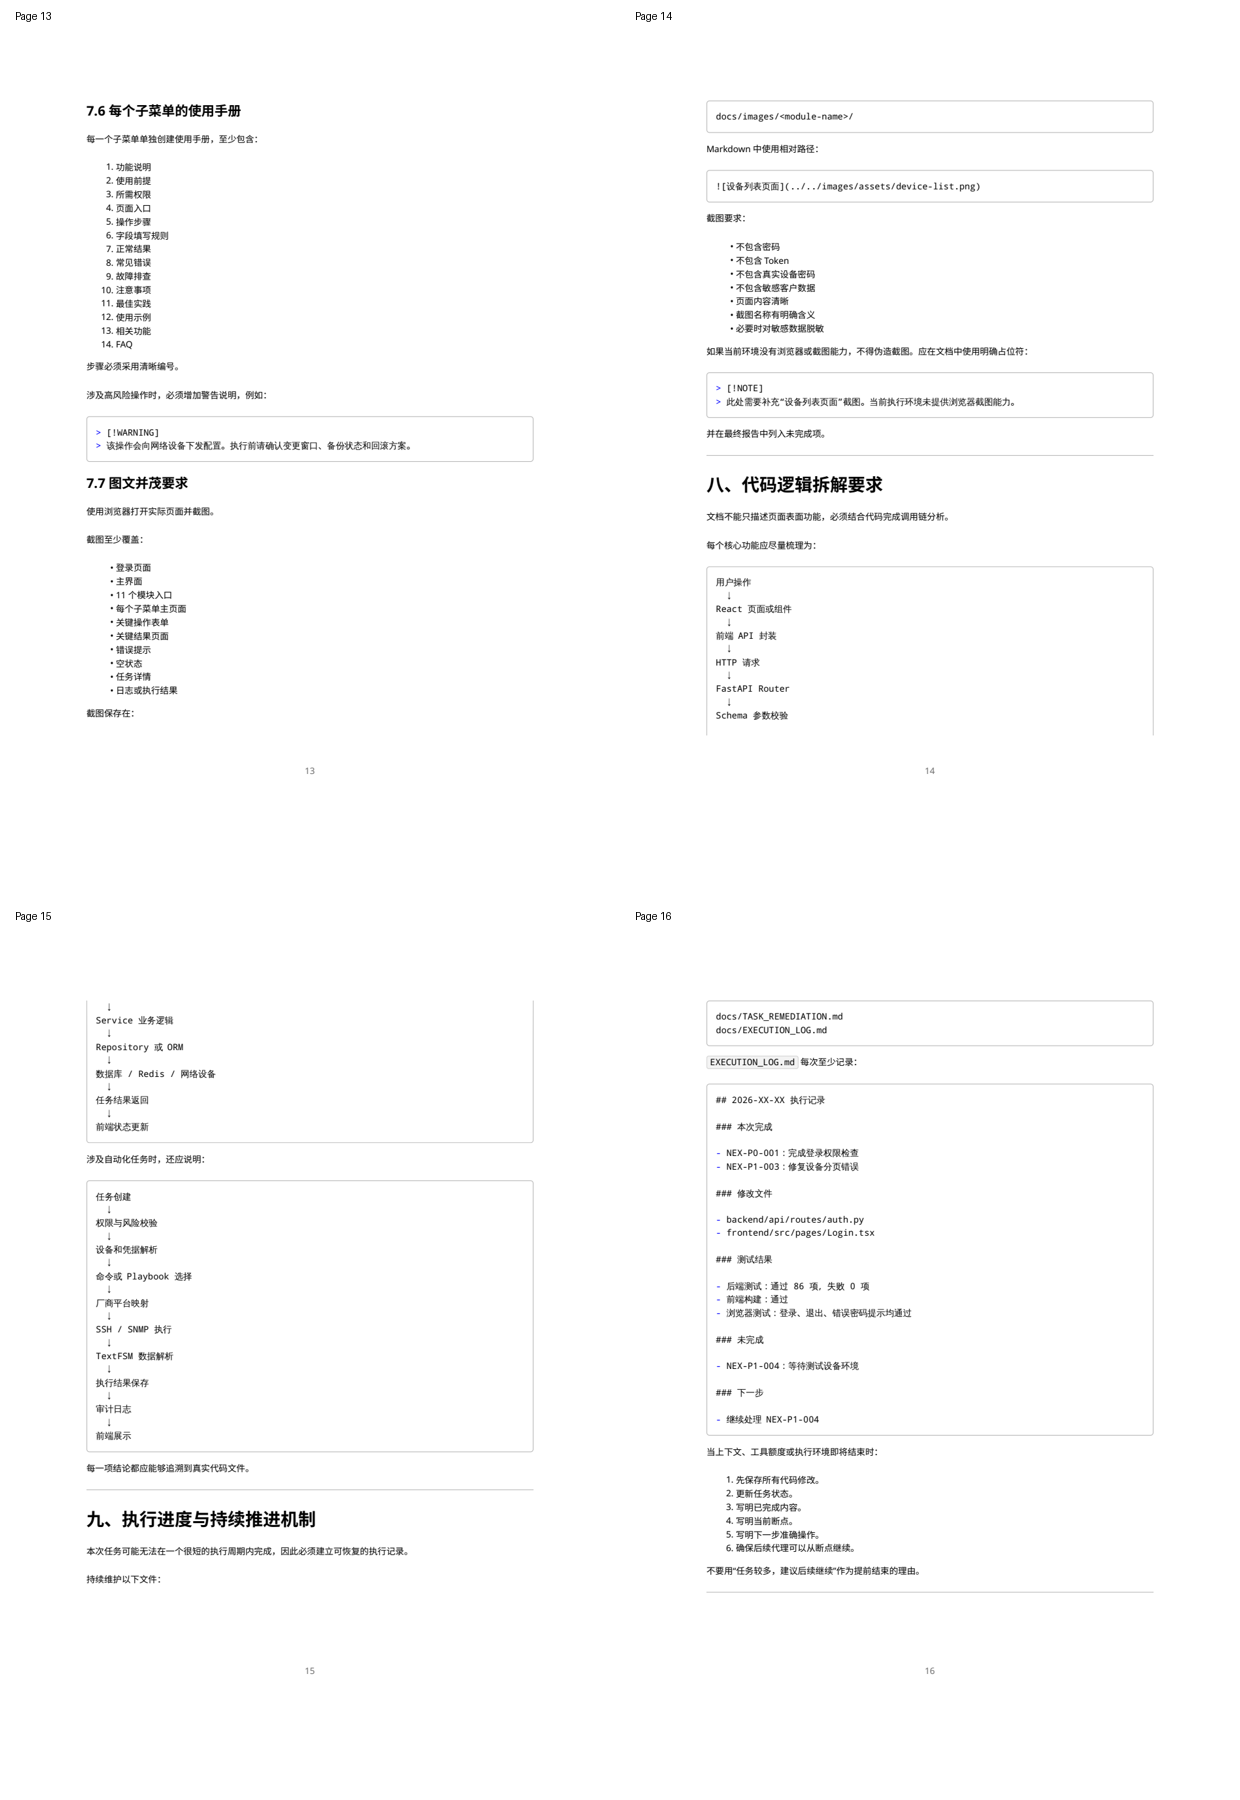 Page 13
7.6 每个子菜单的使用手册
每一个子菜单单独创建使用手册，至少包含：
1. 功能说明
2. 使用前提
3. 所需权限
4. 页面入口
5. 操作步骤
6. 字段填写规则
7. 正常结果
8. 常见错误
9. 故障排查
10. 注意事项
11. 最佳实践
12. 使用示例
13. 相关功能
14. FAQ
步骤必须采用清晰编号。
涉及高风险操作时，必须增加警告说明，例如：
> [!WARNING]
> 该操作会向网络设备下发配置。执行前请确认变更窗口、备份状态和回滚方案。
7.7 图文并茂要求
使用浏览器打开实际页面并截图。
截图至少覆盖：
• 登录页面
• 主界面
• 11 个模块入口
• 每个子菜单主页面
• 关键操作表单
• 关键结果页面
• 错误提示
• 空状态
• 任务详情
• 日志或执行结果
截图保存在：
13
Page 14
docs/images/<module-name>/
Markdown 中使用相对路径：
![设备列表页面](../../images/assets/device-list.png)
截图要求：
• 不包含密码
• 不包含 Token
• 不包含真实设备密码
• 不包含敏感客户数据
• 页面内容清晰
• 截图名称有明确含义
• 必要时对敏感数据脱敏
如果当前环境没有浏览器或截图能力，不得伪造截图。应在文档中使用明确占位符：
> [!NOTE]
> 此处需要补充“设备列表页面”截图。当前执行环境未提供浏览器截图能力。
并在最终报告中列入未完成项。
八、代码逻辑拆解要求
文档不能只描述页面表面功能，必须结合代码完成调用链分析。
每个核心功能应尽量梳理为：
用户操作
↓
React 页面或组件
↓
前端 API 封装
↓
HTTP 请求
↓
FastAPI Router
↓
Schema 参数校验
14
Page 15
↓
Service 业务逻辑
↓
Repository 或 ORM
↓
数据库 / Redis / 网络设备
↓
任务结果返回
↓
前端状态更新
涉及自动化任务时，还应说明：
任务创建
↓
权限与风险校验
↓
设备和凭据解析
↓
命令或 Playbook 选择
↓
厂商平台映射
↓
SSH / SNMP 执行
↓
TextFSM 数据解析
↓
执行结果保存
↓
审计日志
↓
前端展示
每一项结论都应能够追溯到真实代码文件。
九、执行进度与持续推进机制
本次任务可能无法在一个很短的执行周期内完成，因此必须建立可恢复的执行记录。
持续维护以下文件：
15
Page 16
docs/TASK_REMEDIATION.md
docs/EXECUTION_LOG.md
EXECUTION_LOG.md 每次至少记录：
## 2026-XX-XX 执行记录
### 本次完成
- NEX-P0-001：完成登录权限检查
- NEX-P1-003：修复设备分页错误
### 修改文件
- backend/api/routes/auth.py
- frontend/src/pages/Login.tsx
### 测试结果
- 后端测试：通过 86 项，失败 0 项
- 前端构建：通过
- 浏览器测试：登录、退出、错误密码提示均通过
### 未完成
- NEX-P1-004：等待测试设备环境
### 下一步
- 继续处理 NEX-P1-004
当上下文、工具额度或执行环境即将结束时：
1. 先保存所有代码修改。
2. 更新任务状态。
3. 写明已完成内容。
4. 写明当前断点。
5. 写明下一步准确操作。
6. 确保后续代理可以从断点继续。
不要用“任务较多，建议后续继续”作为提前结束的理由。
16